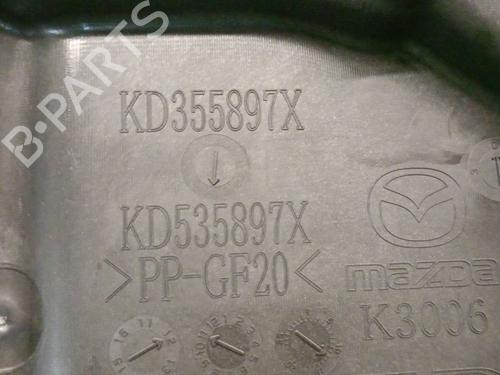 B-PARTS
KD355897X
KD535897X
>PP-GF20<
mazda
K3006